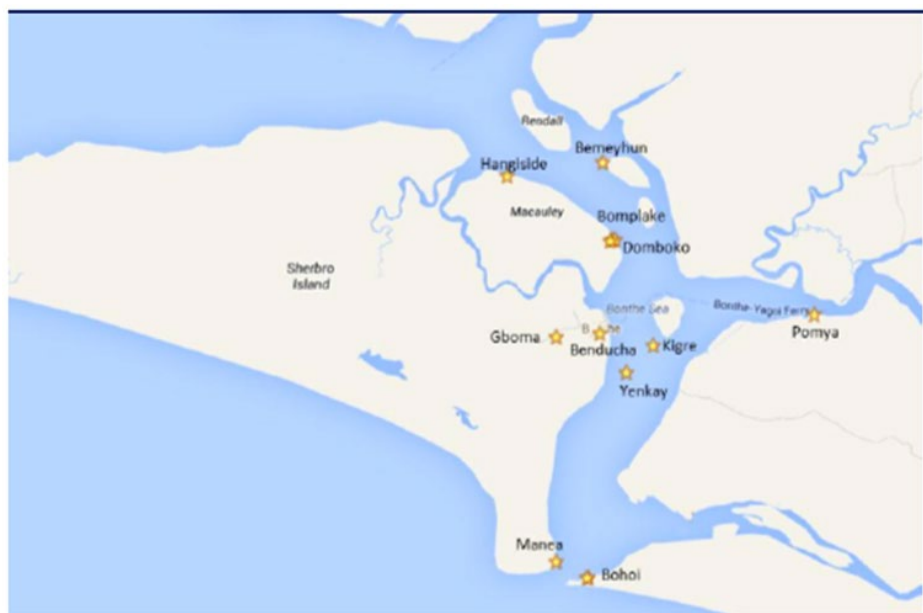 Rendall
Bemeyhun
Hangiside
Macauley
Bomplake
Domboko
Sherbro
Island
Bonthe Sea
Bonthe-Yagoi Ferry
Pomya
Gboma
Benducha
Kigre
Yenkay
Manea
Bohoi